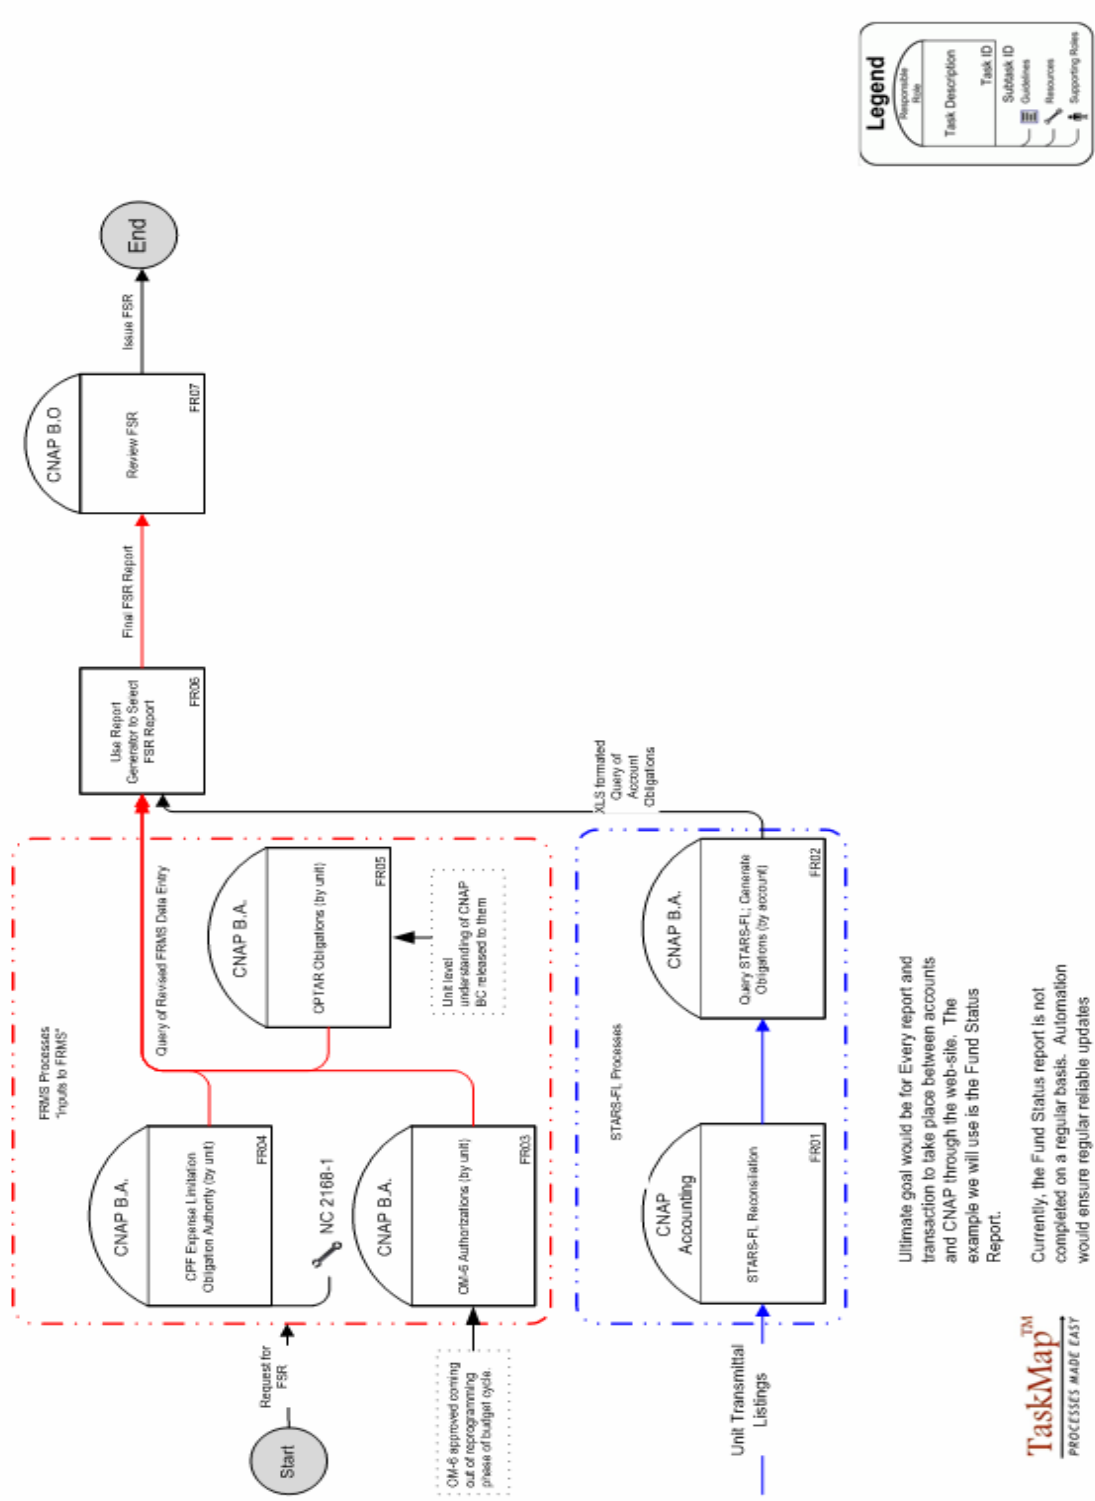 Start
Request for
FSR
FRMS Processes
"Inputs to FRMS"
CNAP B.A.
CPF Expense Limitation
Obligation Authority (by unit)
FR04
NC 2168-1
OM-6 approved coming
out of reprogramming
phase of budget cycle.
CNAP B.A.
OM-6 Authorizations (by unit)
FR03
CNAP B.A.
OPTAR Obligations (by unit)
FR05
Unit level
understanding of CNAP
BC released to them
Query of Revised FRMS Data Entry
Use Report
Generator to Select
FSR Report
FR06
Final FSR Report
CNAP B.O
Review FSR
FR07
Issue FSR
End
Unit Transmittal
Listings
STARS-FL Processes
CNAP
Accounting
STARS-FL Reconciliation
FR01
CNAP B.A.
Query STARS-FL; Generate
Obligations (by account)
FR02
XLS formated
Query of
Account
Obligations
Ultimate goal would be for Every report and
transaction to take place between accounts
and CNAP through the web-site. The
example we will use is the Fund Status
Report.
Currently, the Fund Status report is not
completed on a regular basis. Automation
would ensure regular reliable updates
TaskMap™
PROCESSES MADE EASY
Legend
Responsible
Role
Task Description
Task ID
Subtask ID
Guidelines
Resources
Supporting Roles